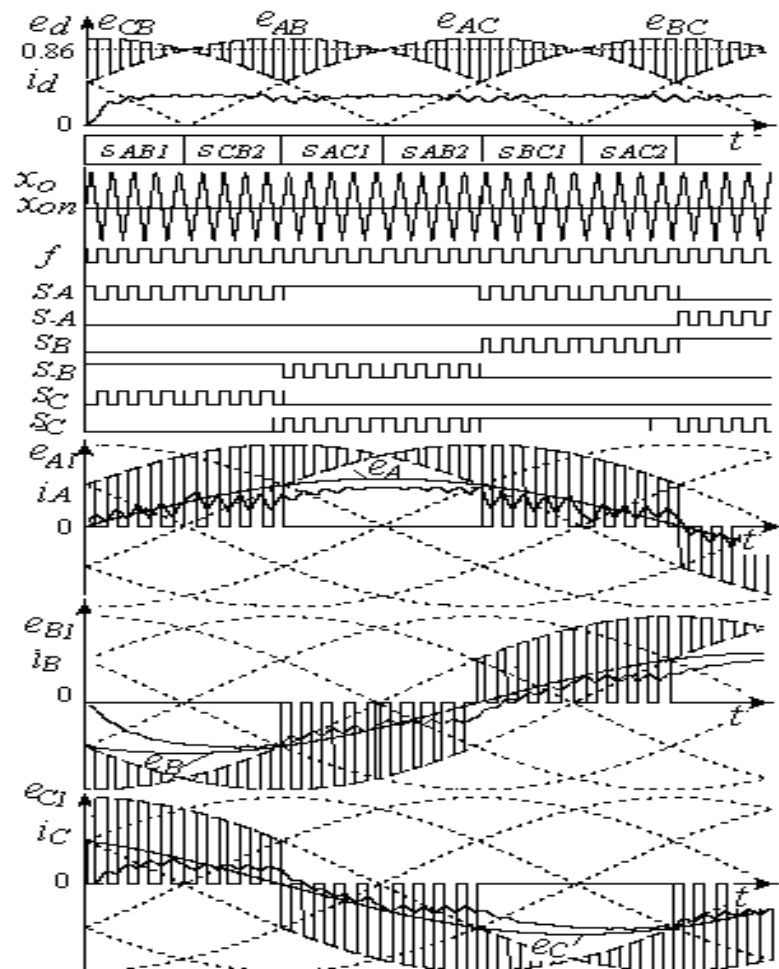 ed eCB eAB eAC eBC
0.86
id
0
t
SAB1 SCB2 SAC1 SAB2 SBC1 SAC2
xo
xon
f
SA
S-A
SB
S-B
SC
SC
eA1
eA
iA
0
t
eB1
iB
0
t
eB
eC1
iC
0
t
eC'